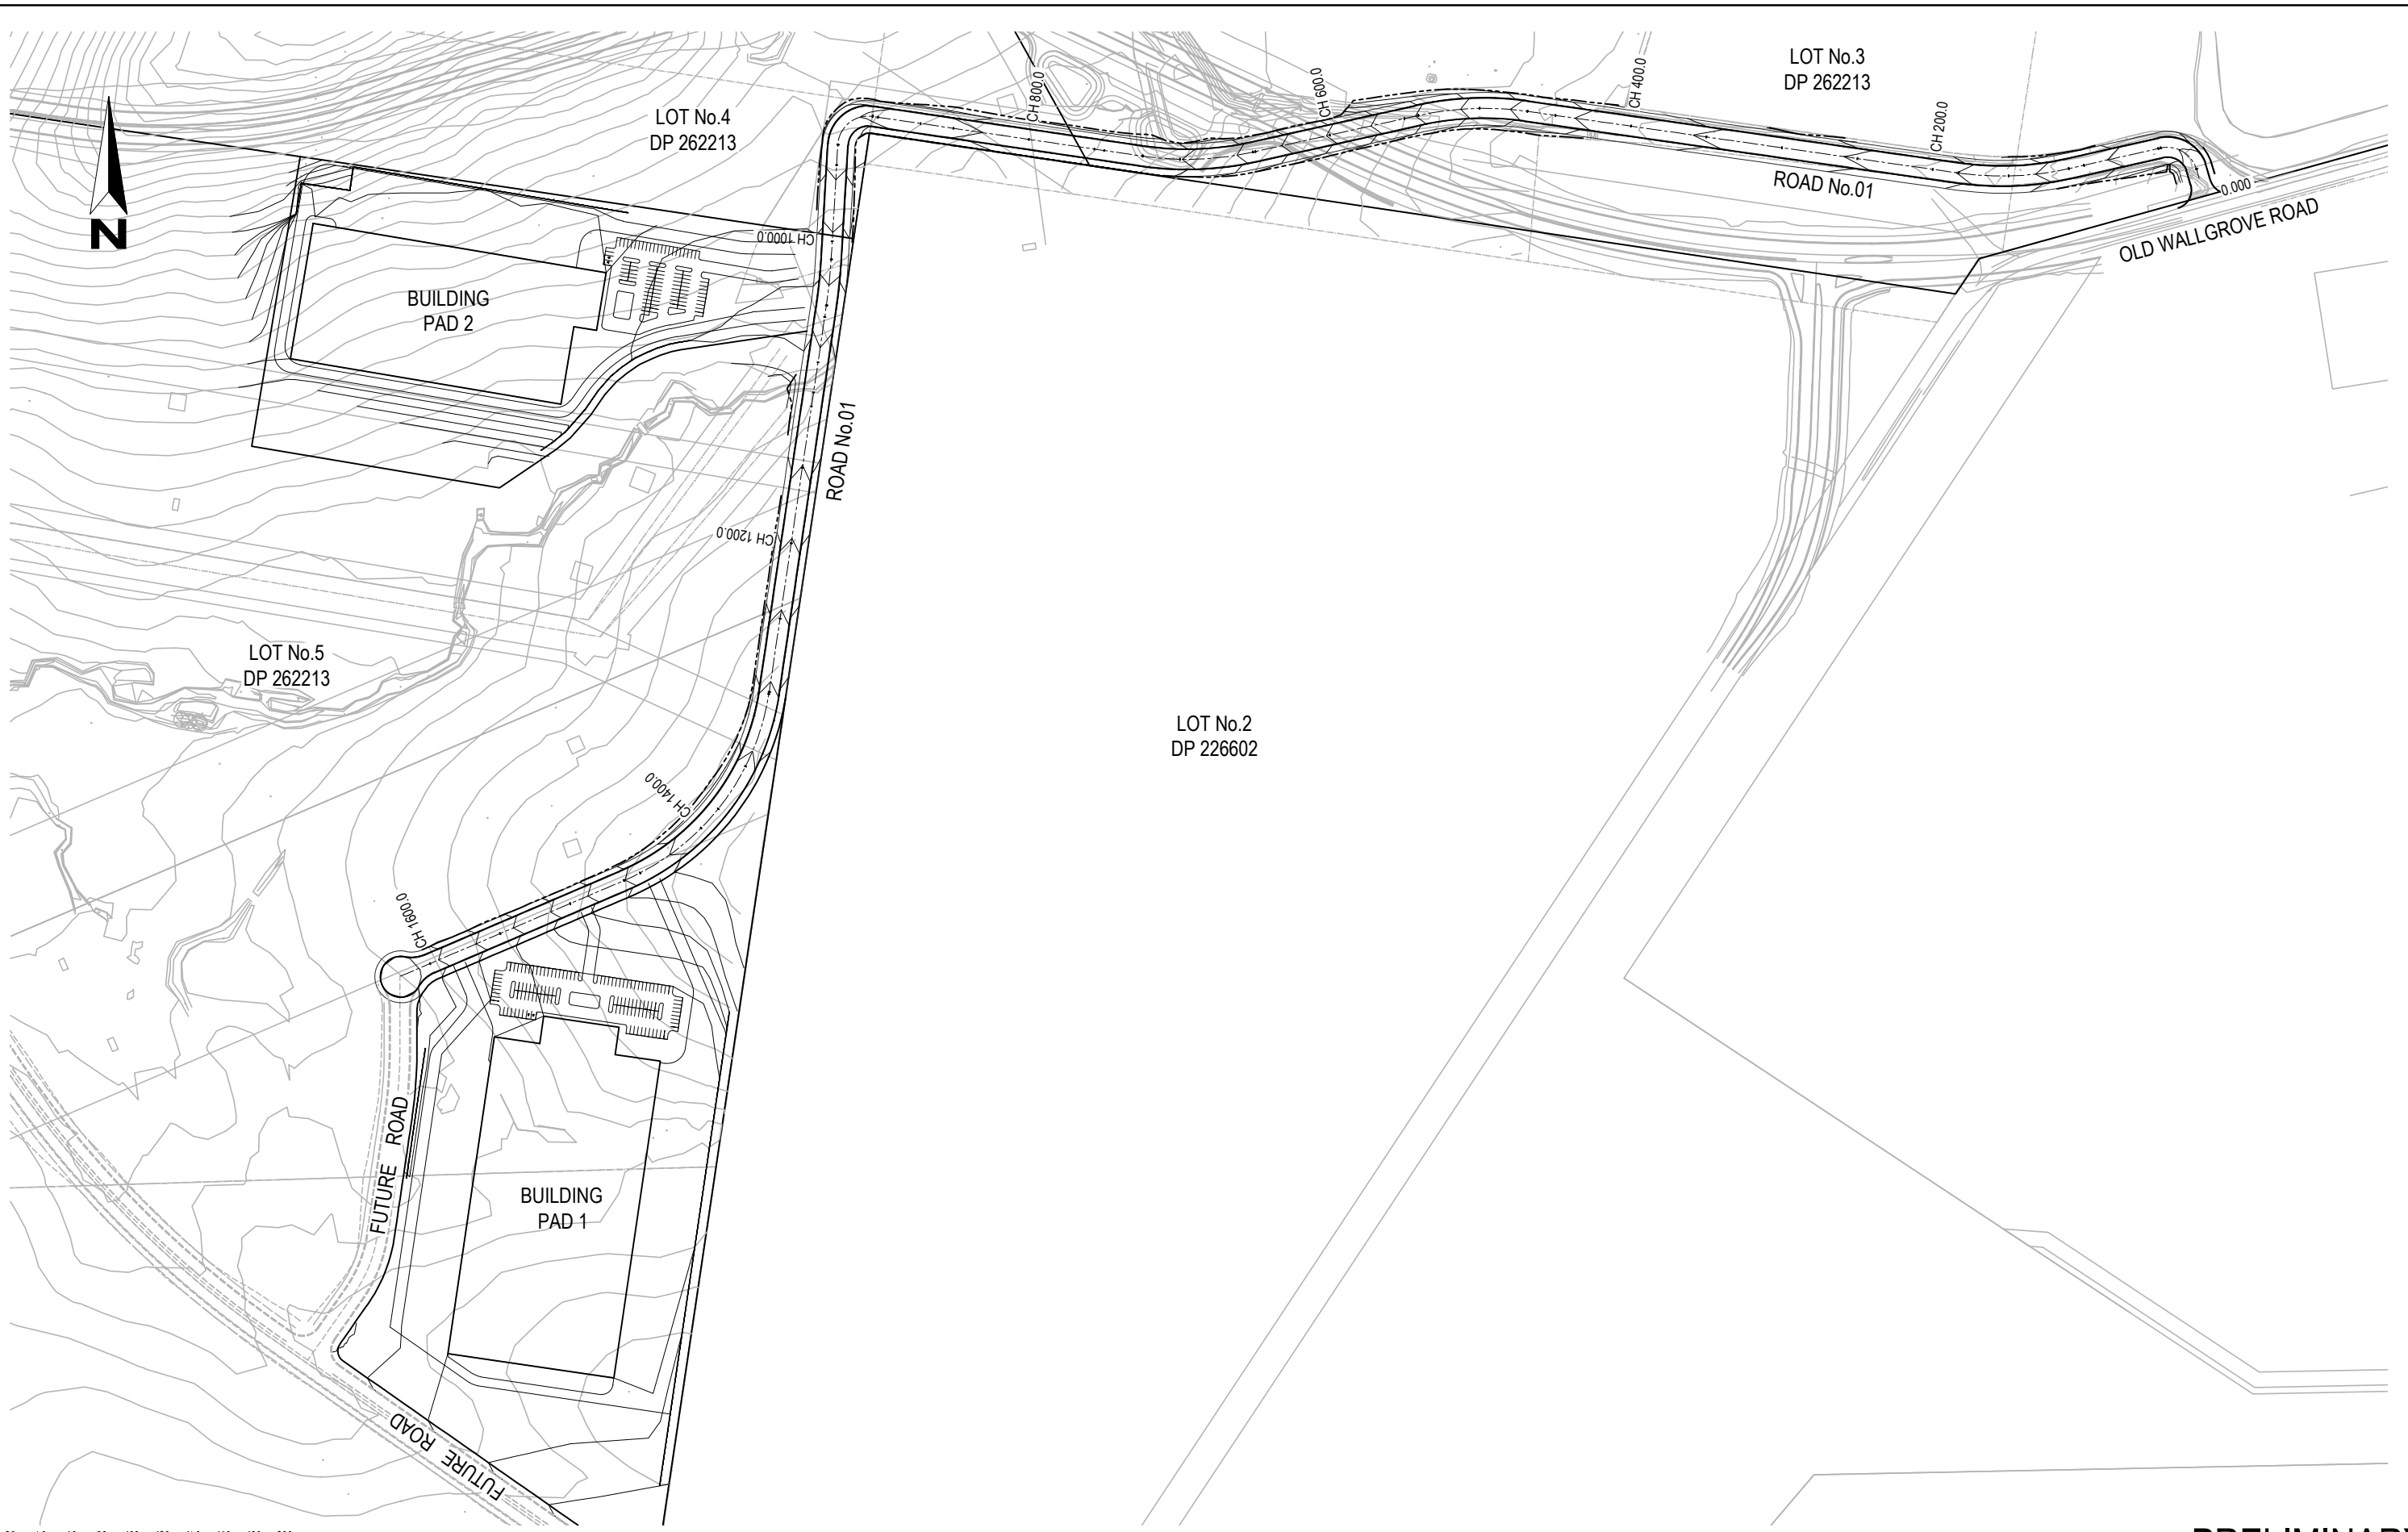 LOT No.3
DP 262213
LOT No.4
DP 262213
CH 800.0
CH 600.0
CH 400.0
CH 200.0
0.000
ROAD No.01
OLD WALLGROVE ROAD
N
CH 1000.0
BUILDING
PAD 2
ROAD No.01
CH 1200.0
LOT No.5
DP 262213
LOT No.2
DP 226602
CH 1400.0
CH 1600.0
FUTURE ROAD
BUILDING
PAD 1
FUTURE ROAD